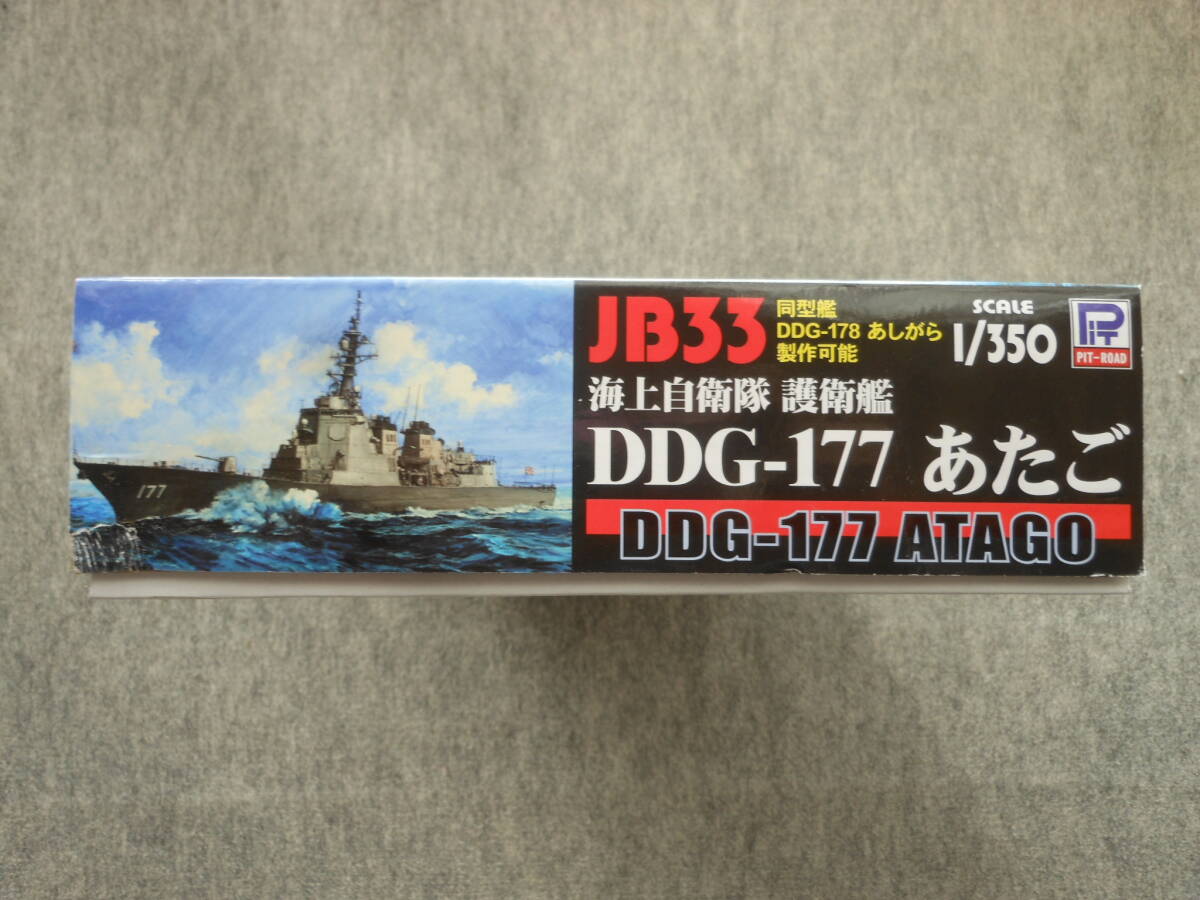 JB33
同型艦
DDG-178 あしがら
製作可能
SCALE
1/350
PIT
PIT-ROAD
海上自衛隊 護衛艦
DDG-177 あたご
DDG-177 ATAGO
177